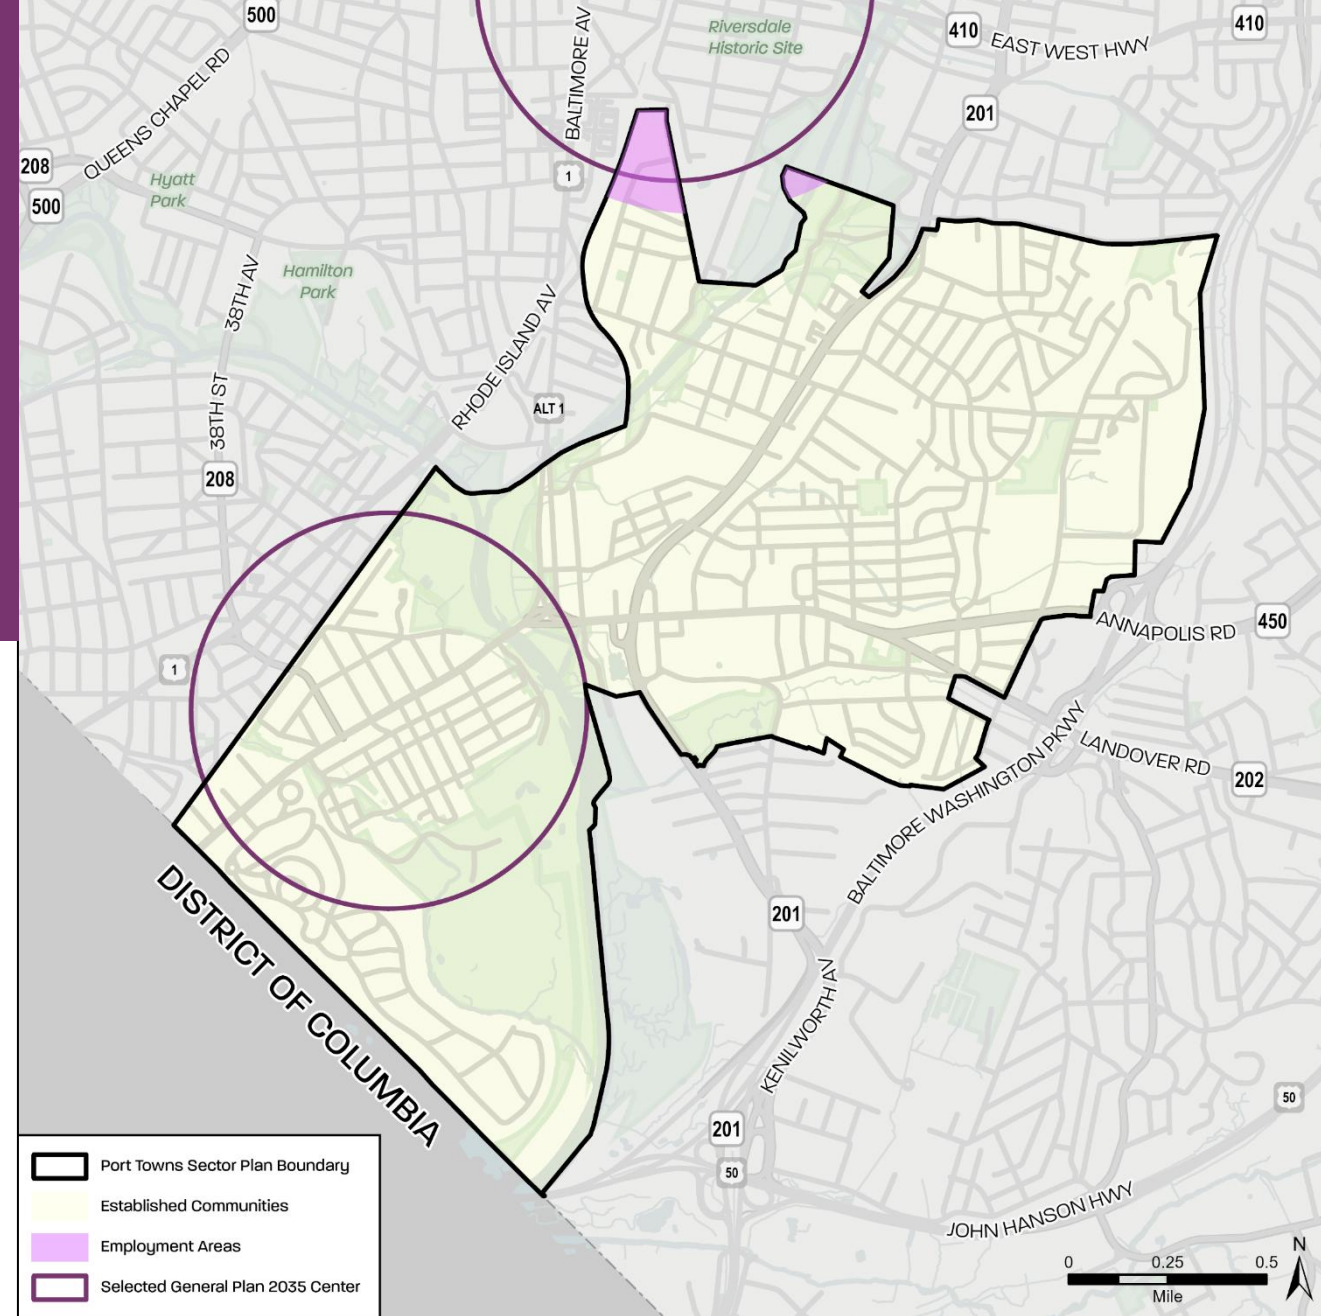 500
BALTIMORE AV
Riversdale
Historic Site
410
EAST WEST HWY
410
QUEENS CHAPEL RD
201
208
Hyatt
Park
1
500
Hamilton
Park
38TH AV
RHODE ISLAND AV
ALT 1
38TH ST
208
ANNAPOLIS RD
450
1
LANDOVER RD
202
BALTIMORE WASHINGTON PKWY
201
DISTRICT OF COLUMBIA
KENILWORTH AV
50
201
50
JOHN HANSON HWY
Port Towns Sector Plan Boundary
Established Communities
Employment Areas
Selected General Plan 2035 Center
N
0 0.25 0.5
Mile